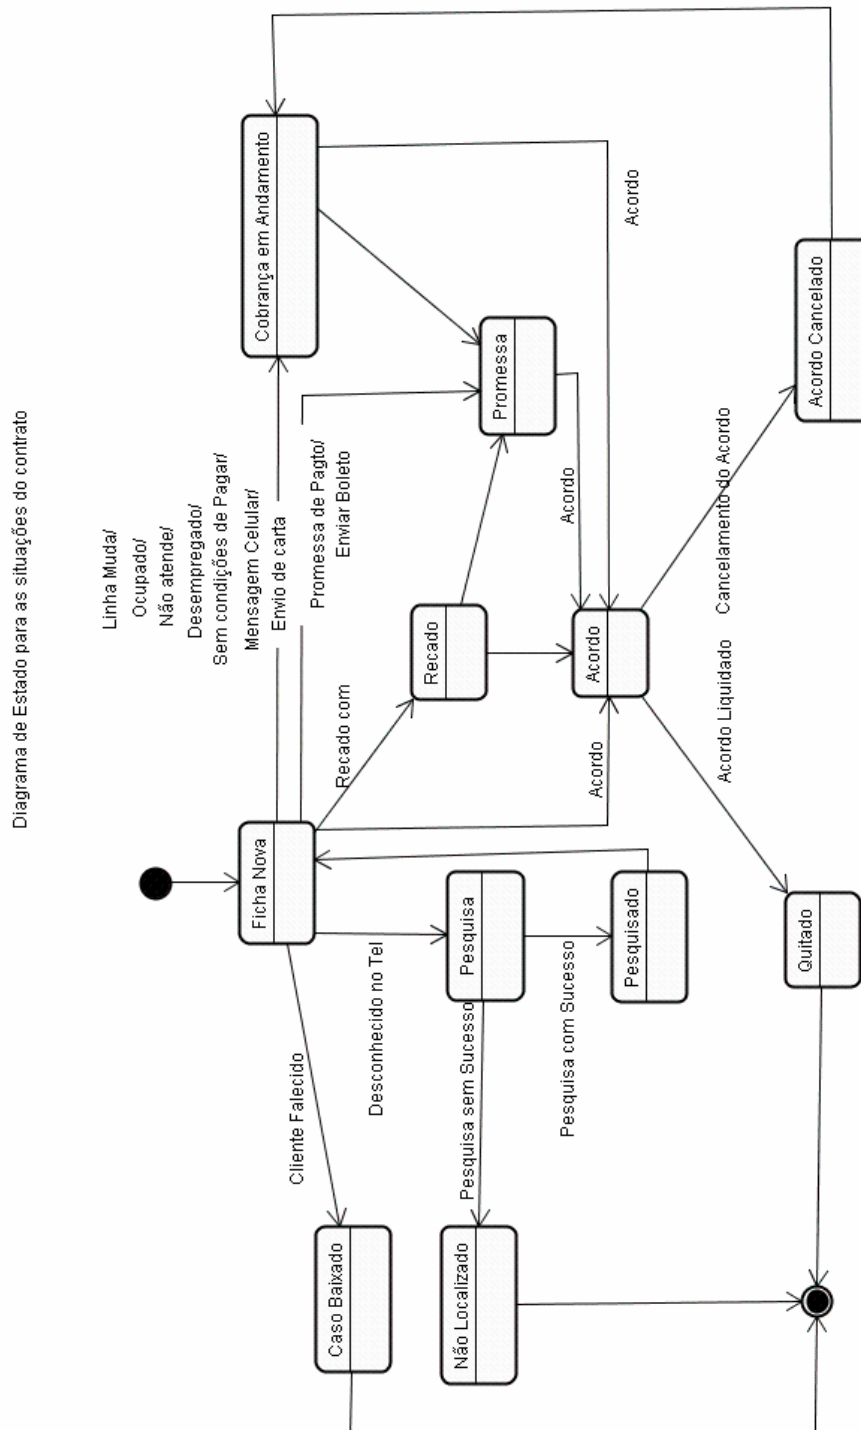 Diagrama de Estado para as situações do contrato
Linha Muda/
Ocupado/
Não atende/
Desempregado/
Sem condições de Pagar/
Mensagem Celular/
Envio de carta
Promessa de Pagto/
Enviar Boleto
Cliente Falecido
Ficha Nova
Cobrança em Andamento
Caso Baixado
Desconhecido no Tel
Recado com
Recado
Promessa
Pesquisa
Não Localizado
Pesquisa sem Sucesso
Pesquisa com Sucesso
Pesquisado
Acordo
Acordo
Acordo
Acordo
Acordo Liquidado
Cancelamento do Acordo
Quitado
Acordo Cancelado